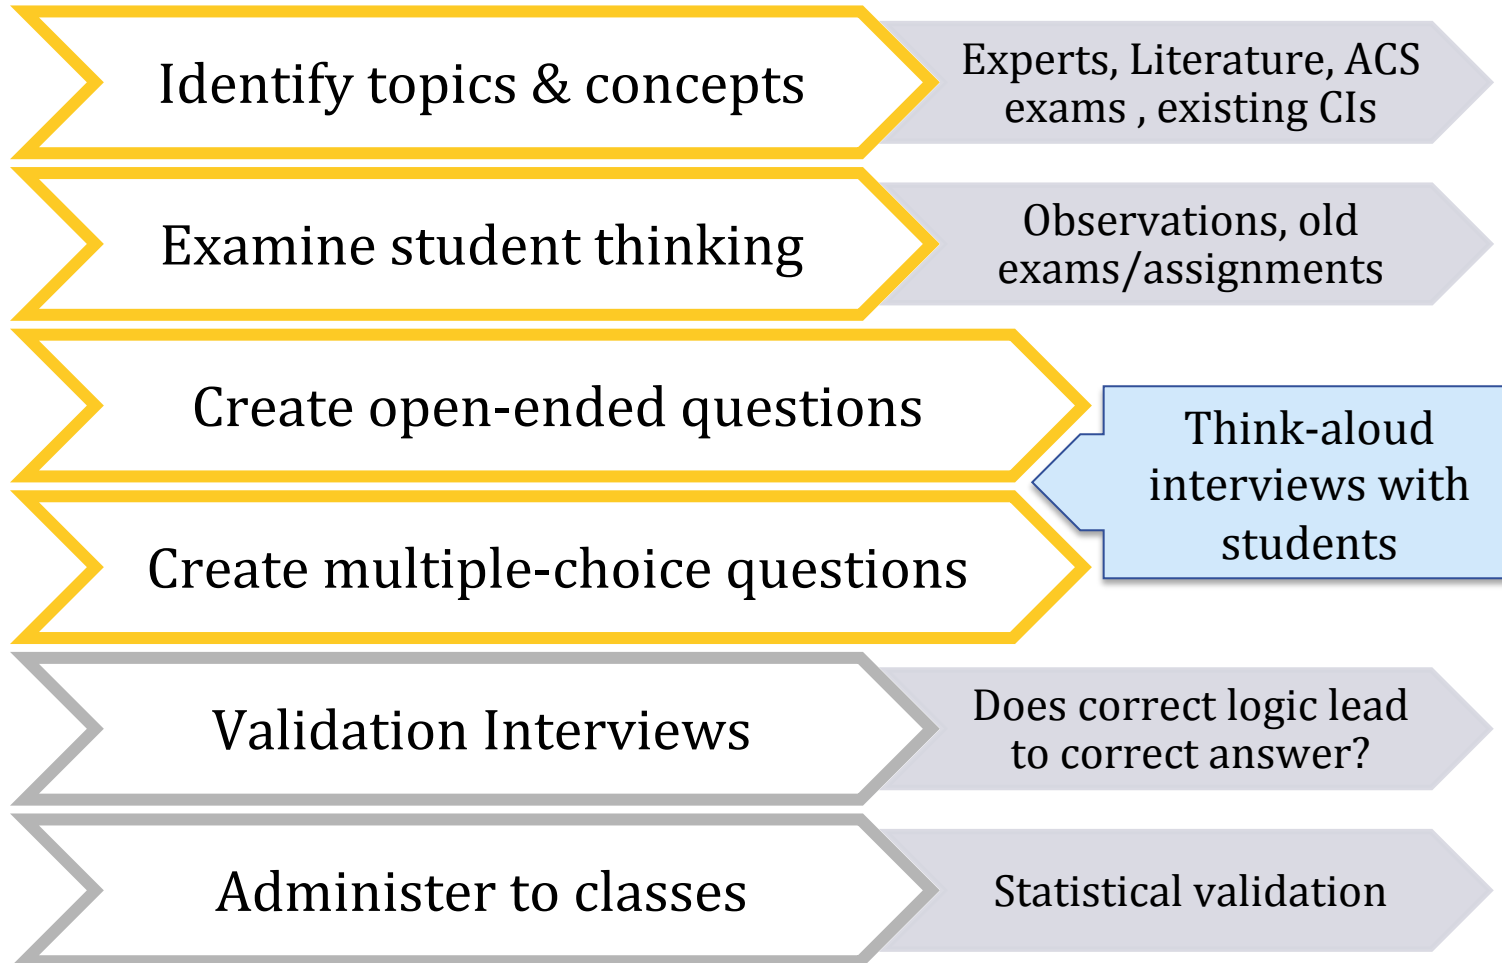 Identify topics & concepts
Experts, Literature, ACS
exams , existing CIs
Examine student thinking
Observations, old
exams/assignments
Create open-ended questions
Think-aloud
interviews with
students
Create multiple-choice questions
Validation Interviews
Does correct logic lead
to correct answer?
Administer to classes
Statistical validation